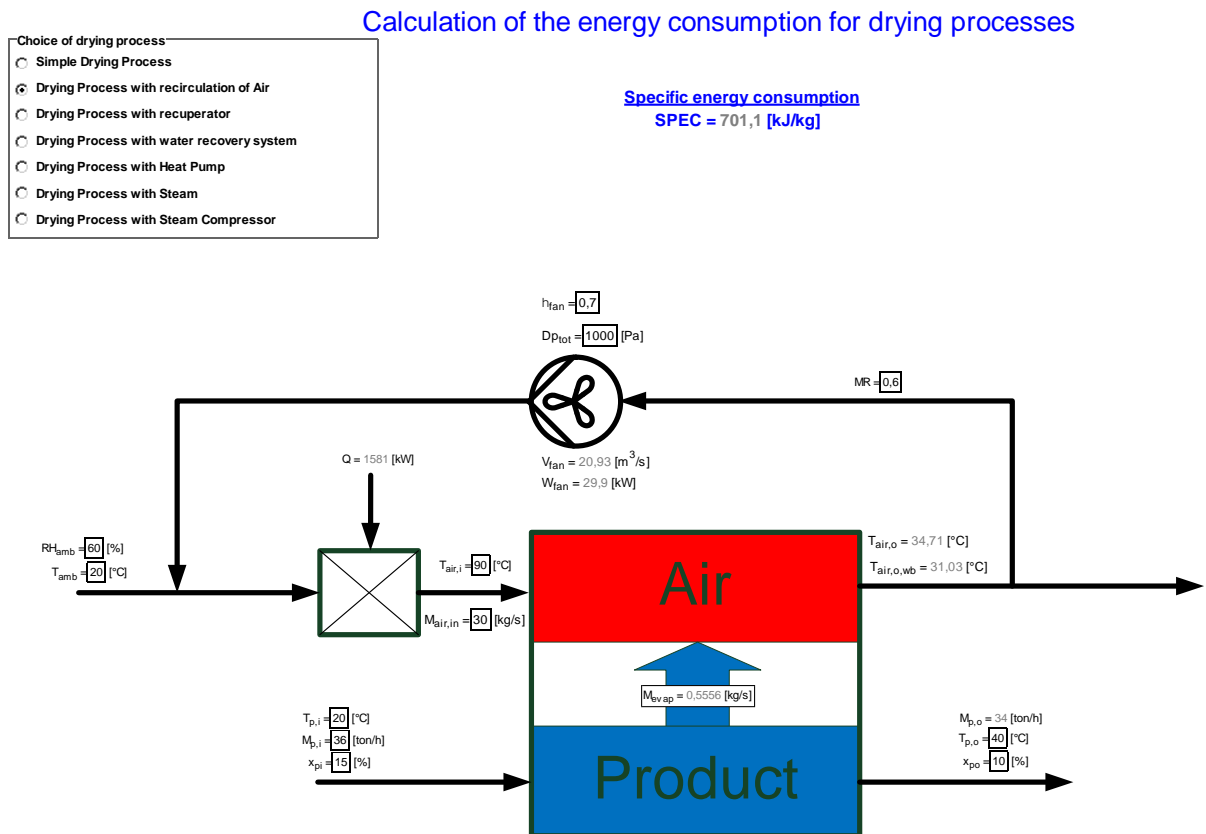 Calculation of the energy consumption for drying processes
Choice of drying process
Simple Drying Process
Drying Process with recirculation of Air
Drying Process with recuperator
Drying Process with water recovery system
Drying Process with Heat Pump
Drying Process with Steam
Drying Process with Steam Compressor
Specific energy consumption
SPEC = 701,1 [kJ/kg]
hfan = 0,7
Dptot = 1000 [Pa]
MR = 0,6
Q = 1581 [kW]
Vfan = 20,93 [m3/s]
Wfan = 29,9 [kW]
RHamb = 60 [%]
Tamb = 20 [°C]
Tair,i = 90 [°C]
Mair,in = 30 [kg/s]
Air
Tair,o = 34,71 [°C]
Tair,o,wb = 31,03 [°C]
Mevap = 0,5556 [kg/s]
Tp,i = 20 [°C]
Mp,i = 36 [ton/h]
xpi = 15 [%]
Product
Mp,o = 34 [ton/h]
Tp,o = 40 [°C]
xpo = 10 [%]